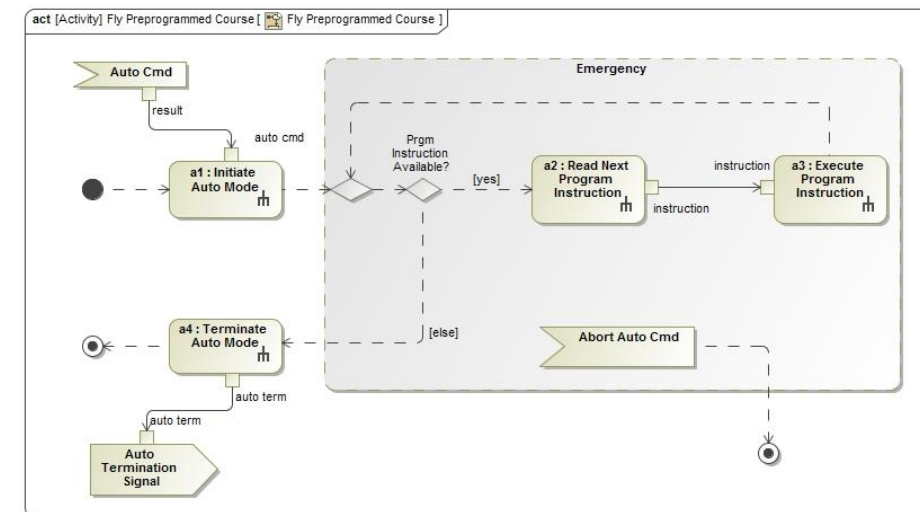 act [Activity] Fly Preprogrammed Course [ Fly Preprogrammed Course ]
Auto Cmd
result
auto cmd
a1 : Initiate
Auto Mode
Emergency
Prgm
Instruction
Available?
[yes]
a2 : Read Next
Program
Instruction
instruction
instruction
a3 : Execute
Program
Instruction
[else]
a4 : Terminate
Auto Mode
Abort Auto Cmd
auto term
auto term
Auto
Termination
Signal